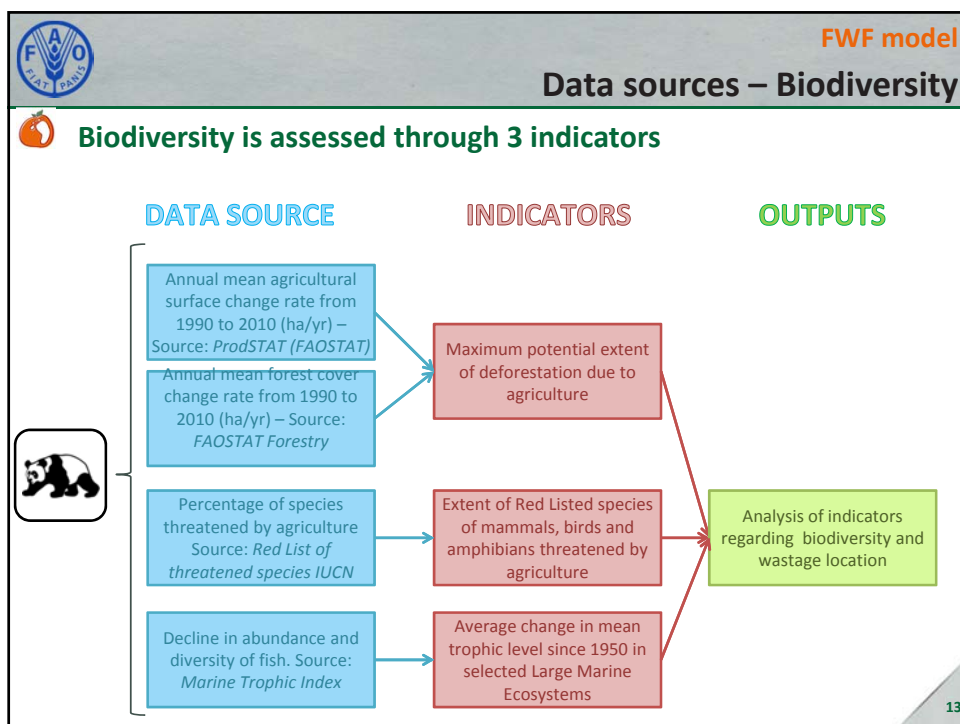 F A O
FIAT PANIS
FWF model
Data sources – Biodiversity
Biodiversity is assessed through 3 indicators
DATA SOURCE
INDICATORS
OUTPUTS
Annual mean agricultural
surface change rate from
1990 to 2010 (ha/yr) –
Source: ProdSTAT (FAOSTAT)
Annual mean forest cover
change rate from 1990 to
2010 (ha/yr) – Source:
FAOSTAT Forestry
Maximum potential extent
of deforestation due to
agriculture
Percentage of species
threatened by agriculture
Source: Red List of
threatened species IUCN
Extent of Red Listed species
of mammals, birds and
amphibians threatened by
agriculture
Analysis of indicators
regarding biodiversity and
wastage location
Decline in abundance and
diversity of fish. Source:
Marine Trophic Index
Average change in mean
trophic level since 1950 in
selected Large Marine
Ecosystems
13